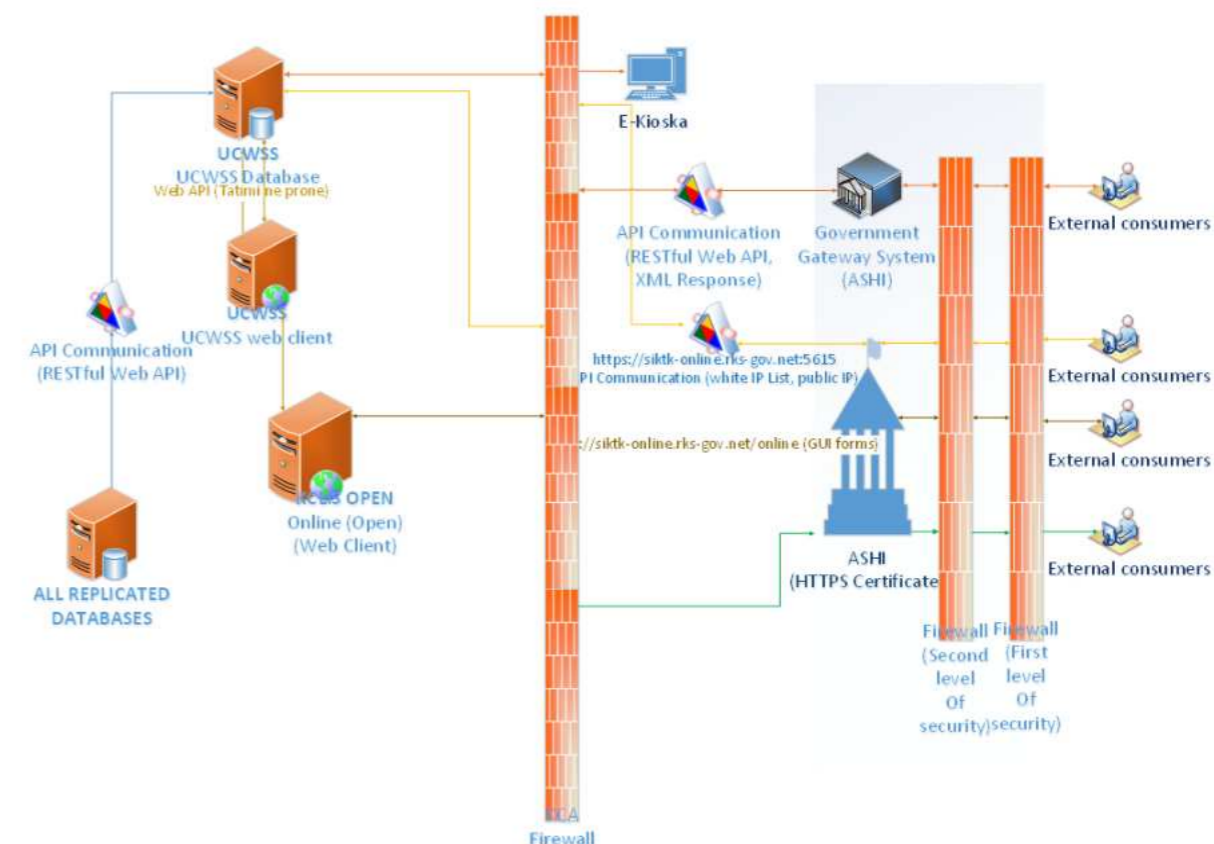 E-Kioska
UCWSS
UCWSS Database
Web API (Tatimi ne prone)
API Communication
(RESTful Web API,
XML Response)
Government
Gateway System
(ASHI)
External consumers
UCWSS
UCWSS web client
API Communication
(RESTful Web API)
https://siktk-online.rks-gov.net:5615
PI Communication (white IP List, public IP)
External consumers
://siktk-online.rks-gov.net/online (GUI forms)
External consumers
OPEN
Online (Open)
(Web Client)
ASHI
(HTTPS Certificate
External consumers
ALL REPLICATED
DATABASES
Firewall
(Second
level
Of
security)
Firewall
(First
level
Of
security)
Firewall